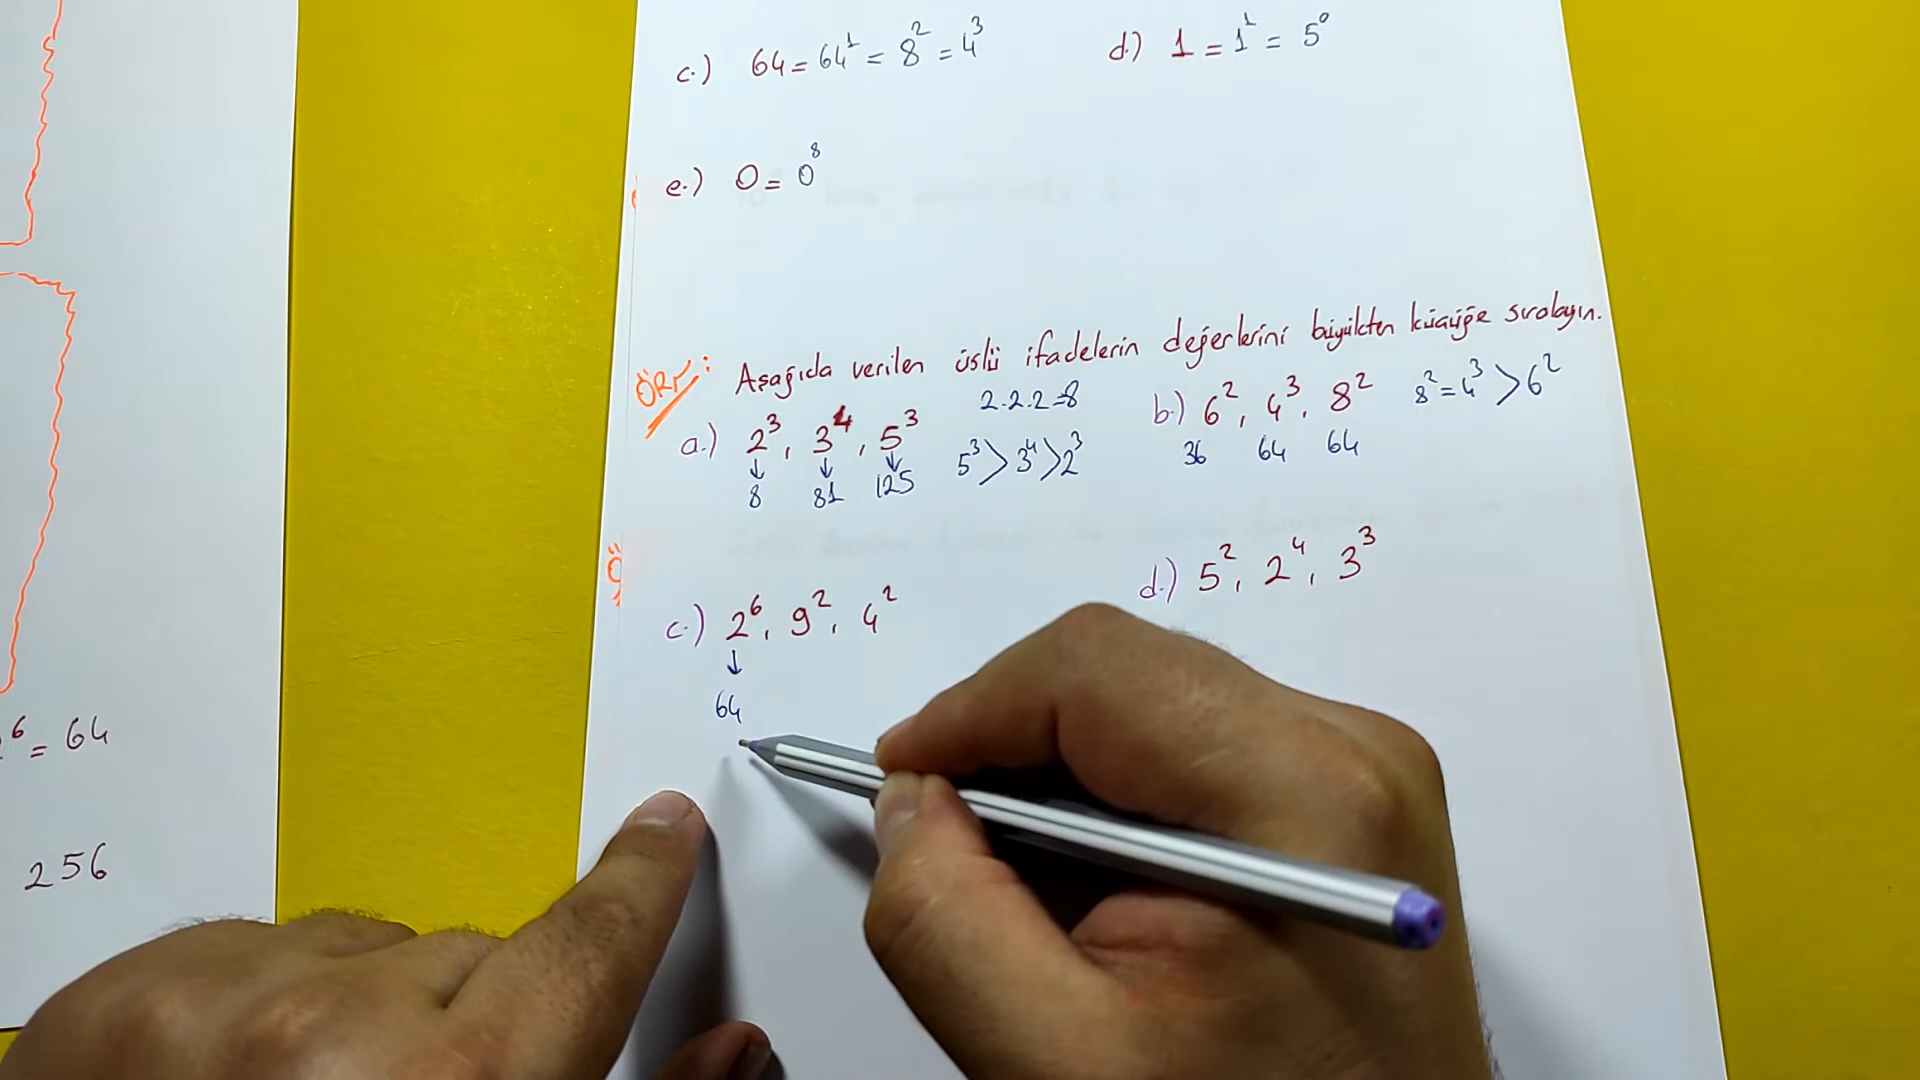 c.) 64 = 64¹ = 8² = 4³
d.) 1 = 1¹ = 5⁰
e.) 0 = 0⁸
ÖRN: Aşağıda verilen üslü ifadelerin değerlerini büyükten küçüğe sıralayın.
a.) 2³, 3⁴, 5³
2.2.2=8
↓ ↓ ↓
8 81 125
5³ > 3⁴ > 2³
b.) 6², 4³, 8²
8² = 4³ > 6²
36 64 64
c.) 2⁶, 9², 4²
↓
64
d.) 5², 2⁴, 3³
⁶ = 64
256